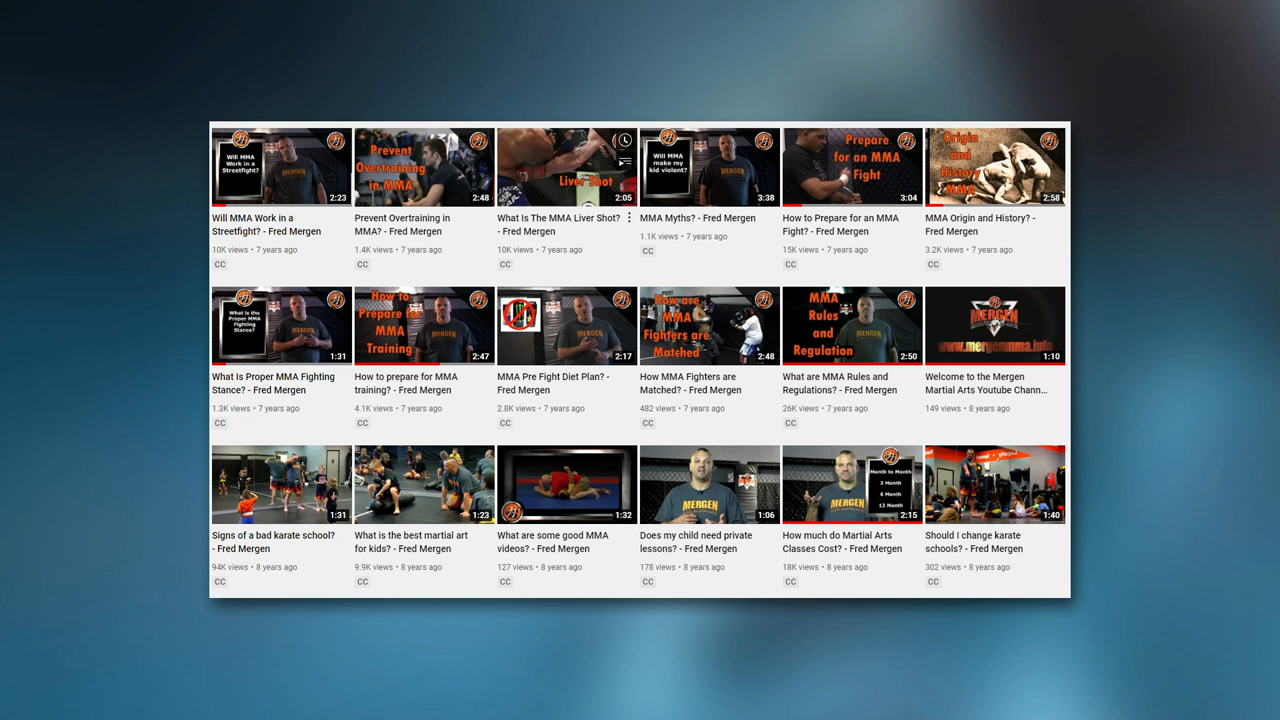 Will MMA
Work in a
Streetfight?
MERGEN
2:23
Prevent
Overtraining
in MMA
2:48
Liver Shot
2:05
Will MMA
make my
kid violent?
3:38
Prepare
for an MMA
Fight
3:04
Origin
and
History
MMA
2:58
Will MMA Work in a
Streetfight? - Fred Mergen
10K views • 7 years ago
CC
Prevent Overtraining in
MMA? - Fred Mergen
1.4K views • 7 years ago
CC
What Is The MMA Liver Shot?
- Fred Mergen
10K views • 7 years ago
CC
MMA Myths? - Fred Mergen
1.1K views • 7 years ago
CC
How to Prepare for an MMA
Fight? - Fred Mergen
15K views • 7 years ago
CC
MMA Origin and History? -
Fred Mergen
3.2K views • 7 years ago
CC
What is the
Proper MMA
Fighting
Stance?
MERGEN
1:31
How to
Prepare for
MMA
Training
MERGEN
2:47
MERGEN
2:17
How are
MMA
Fighters are
Matched
2:48
MMA
Rules
and
Regulation
MERGEN
2:50
MERGEN
www.mergenmma.info
1:10
What Is Proper MMA Fighting
Stance? - Fred Mergen
1.3K views • 7 years ago
CC
How to prepare for MMA
training? - Fred Mergen
4.1K views • 7 years ago
CC
MMA Pre Fight Diet Plan? -
Fred Mergen
2.8K views • 7 years ago
CC
How MMA Fighters are
Matched? - Fred Mergen
482 views • 7 years ago
CC
What are MMA Rules and
Regulations? - Fred Mergen
26K views • 7 years ago
CC
Welcome to the Mergen
Martial Arts Youtube Chann...
149 views • 8 years ago
1:31
1:23
1:32
MERGEN
1:06
MERGEN
Month to Month
3 Month
6 Month
12 Month
2:15
1:40
Signs of a bad karate school?
- Fred Mergen
94K views • 8 years ago
CC
What is the best martial art
for kids? - Fred Mergen
9.9K views • 8 years ago
CC
What are some good MMA
videos? - Fred Mergen
127 views • 8 years ago
CC
Does my child need private
lessons? - Fred Mergen
178 views • 8 years ago
CC
How much do Martial Arts
Classes Cost? - Fred Mergen
18K views • 8 years ago
CC
Should I change karate
schools? - Fred Mergen
302 views • 8 years ago
CC